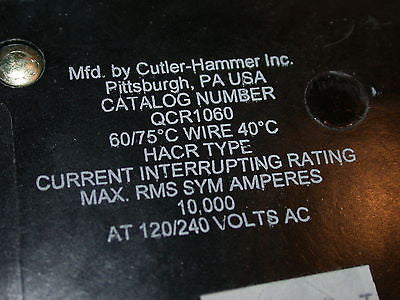 Mfd. by Cutler-Hammer Inc.
Pittsburgh, PA USA
CATALOG NUMBER
QCR1060
60/75°C WIRE 40°C
HACR TYPE
CURRENT INTERRUPTING RATING
MAX. RMS SYM AMPERES
10,000
AT 120/240 VOLTS AC